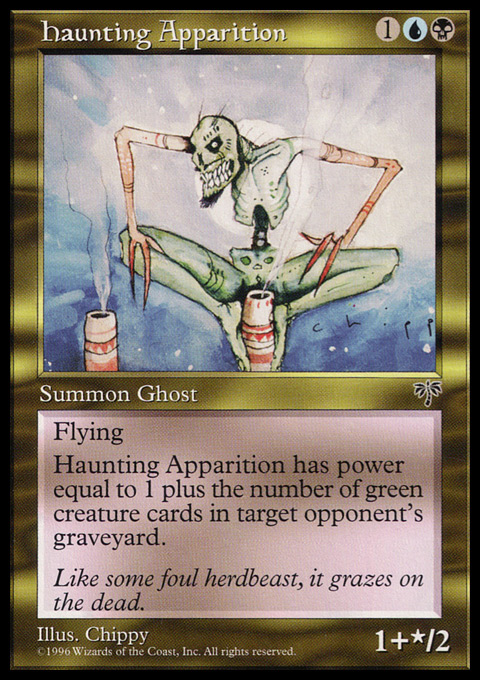 Haunting Apparition 1
chipp
Summon Ghost
Flying
Haunting Apparition has power
equal to 1 plus the number of green
creature cards in target opponent's
graveyard.
Like some foul herdbeast, it grazes on
the dead.
Illus. Chippy
©1996 Wizards of the Coast, Inc. All rights reserved.
1+★/2